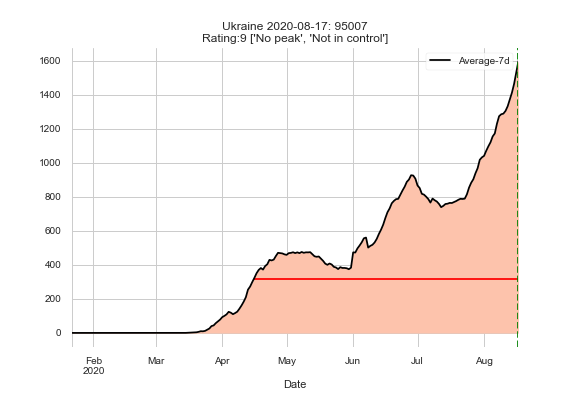 Ukraine 2020-08-17: 95007
Rating:9 ['No peak', 'Not in control']
Average-7d
1600
1400
1200
1000
800
600
400
200
0
Feb Mar Apr May Jun Jul Aug
2020
Date